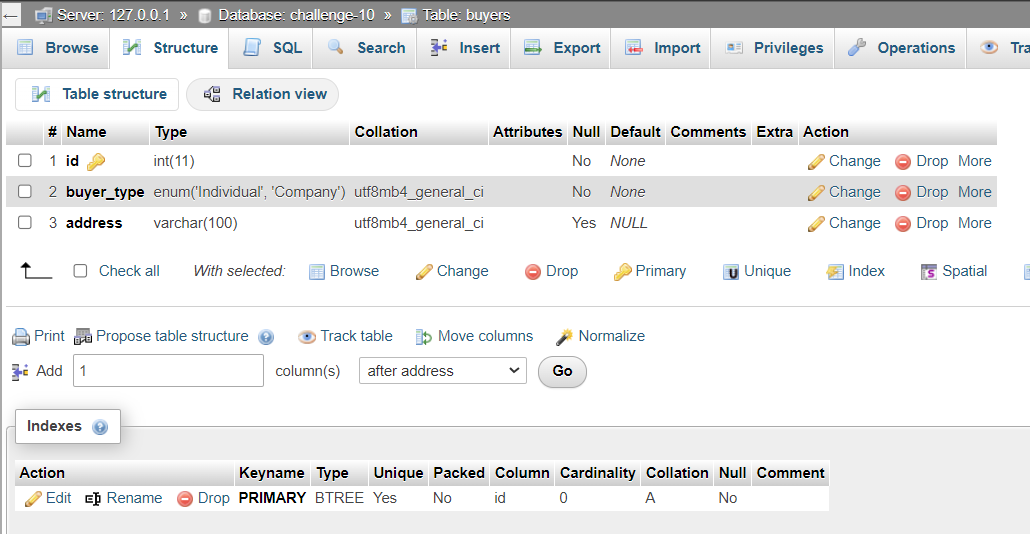 Server: 127.0.0.1 » Database: challenge-10 » Table: buyers
Browse Structure SQL Search Insert Export Import Privileges Operations Tra
Table structure Relation view
# Name Type Collation Attributes Null Default Comments Extra Action
1 id int(11) No None Change Drop More
2 buyer_type enum('Individual', 'Company') utf8mb4_general_ci No None Change Drop More
3 address varchar(100) utf8mb4_general_ci Yes NULL Change Drop More
Check all With selected: Browse Change Drop Primary Unique Index Spatial
Print Propose table structure Track table Move columns Normalize
Add 1 column(s) after address Go
Indexes
Action Keyname Type Unique Packed Column Cardinality Collation Null Comment
Edit Rename Drop PRIMARY BTREE Yes No id 0 A No